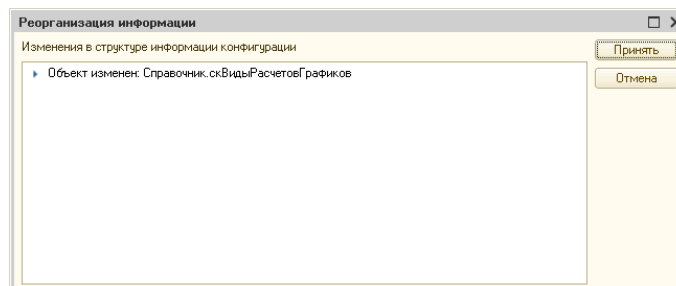 Реорганизация информации
Изменения в структуре информации конфигурации
Принять
Объект изменен: Справочник.скВидыРасчетовГрафиков
Отмена